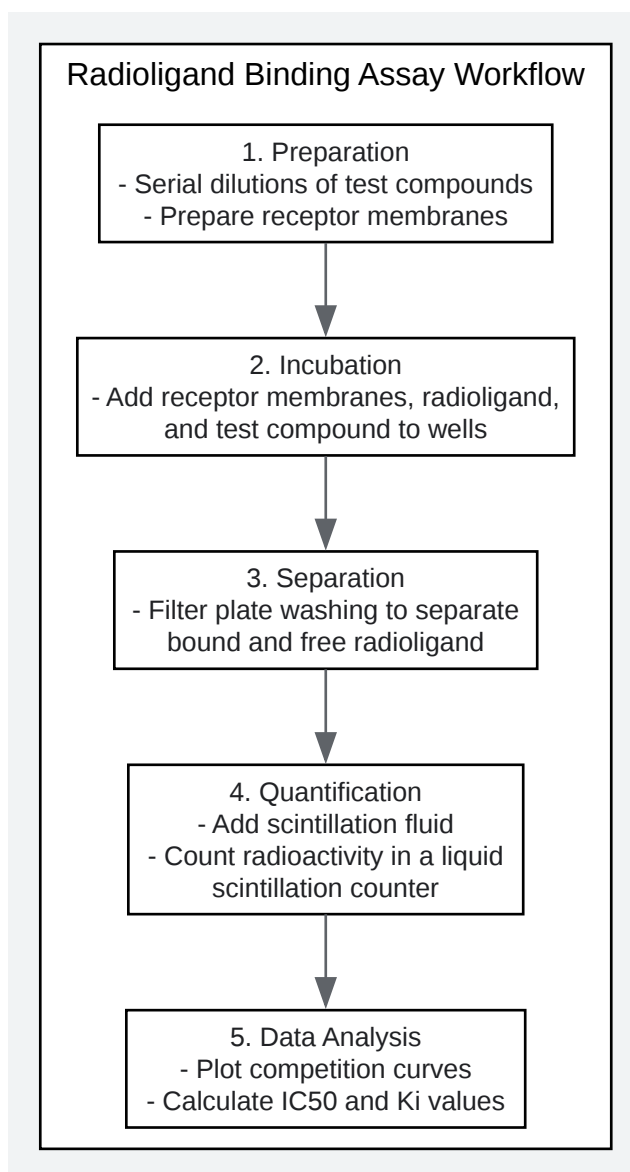 Radioligand Binding Assay Workflow
1. Preparation
- Serial dilutions of test compounds
- Prepare receptor membranes
2. Incubation
- Add receptor membranes, radioligand,
and test compound to wells
3. Separation
- Filter plate washing to separate
bound and free radioligand
4. Quantification
- Add scintillation fluid
- Count radioactivity in a liquid
scintillation counter
5. Data Analysis
- Plot competition curves
- Calculate IC50 and Ki values